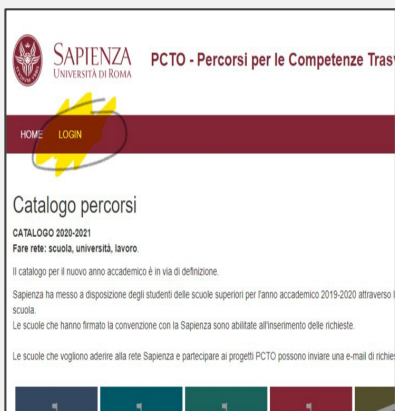 SAPIENZA
UNIVERSITÀ DI ROMA
PCTO - Percorsi per le Competenze Tras
HOME LOGIN
Catalogo percorsi
CATALOGO 2020-2021
Fare rete: scuola, università, lavoro.
Il catalogo per il nuovo anno accademico è in via di definizione.
Sapienza ha messo a disposizione degli studenti delle scuole superiori per l'anno accademico 2019-2020 attraverso
scuola.
Le scuole che hanno firmato la convenzione con la Sapienza sono abilitate all'inserimento delle richieste.
Le scuole che vogliono aderire alla rete Sapienza e partecipare ai progetti PCTO possono inviare una e-mail di richies